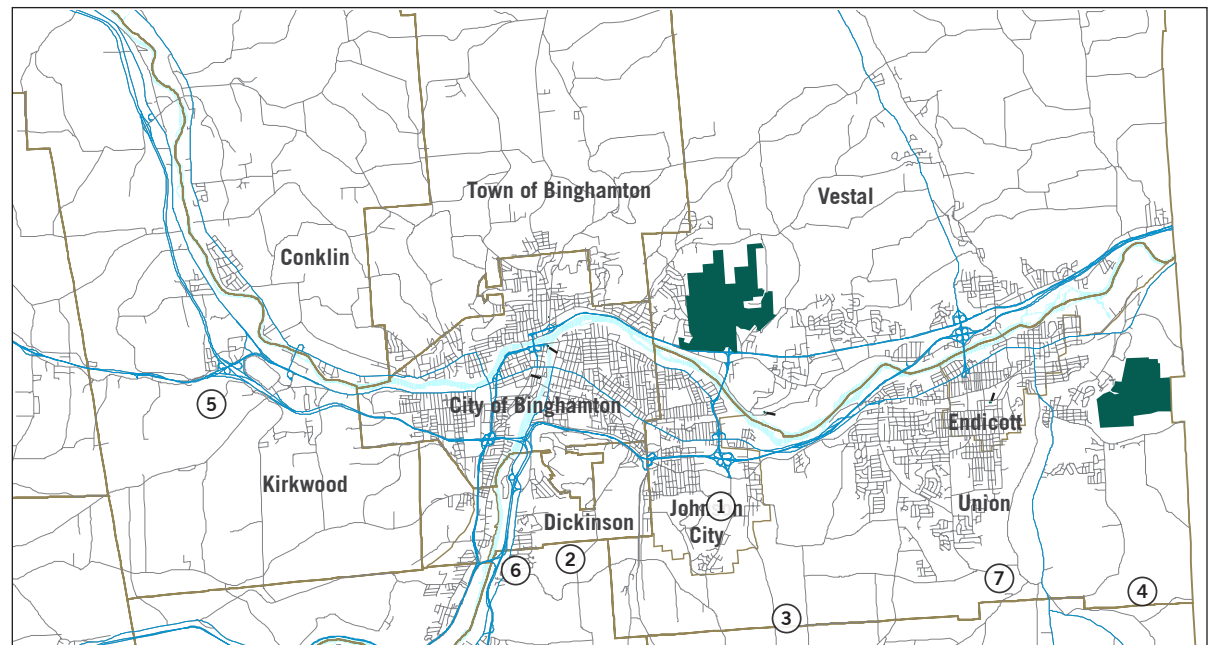 Town of Binghamton
Vestal
Conklin
5
City of Binghamton
Endicott
Kirkwood
Johnson
City
1
Union
Dickinson
2
6
7
4
3